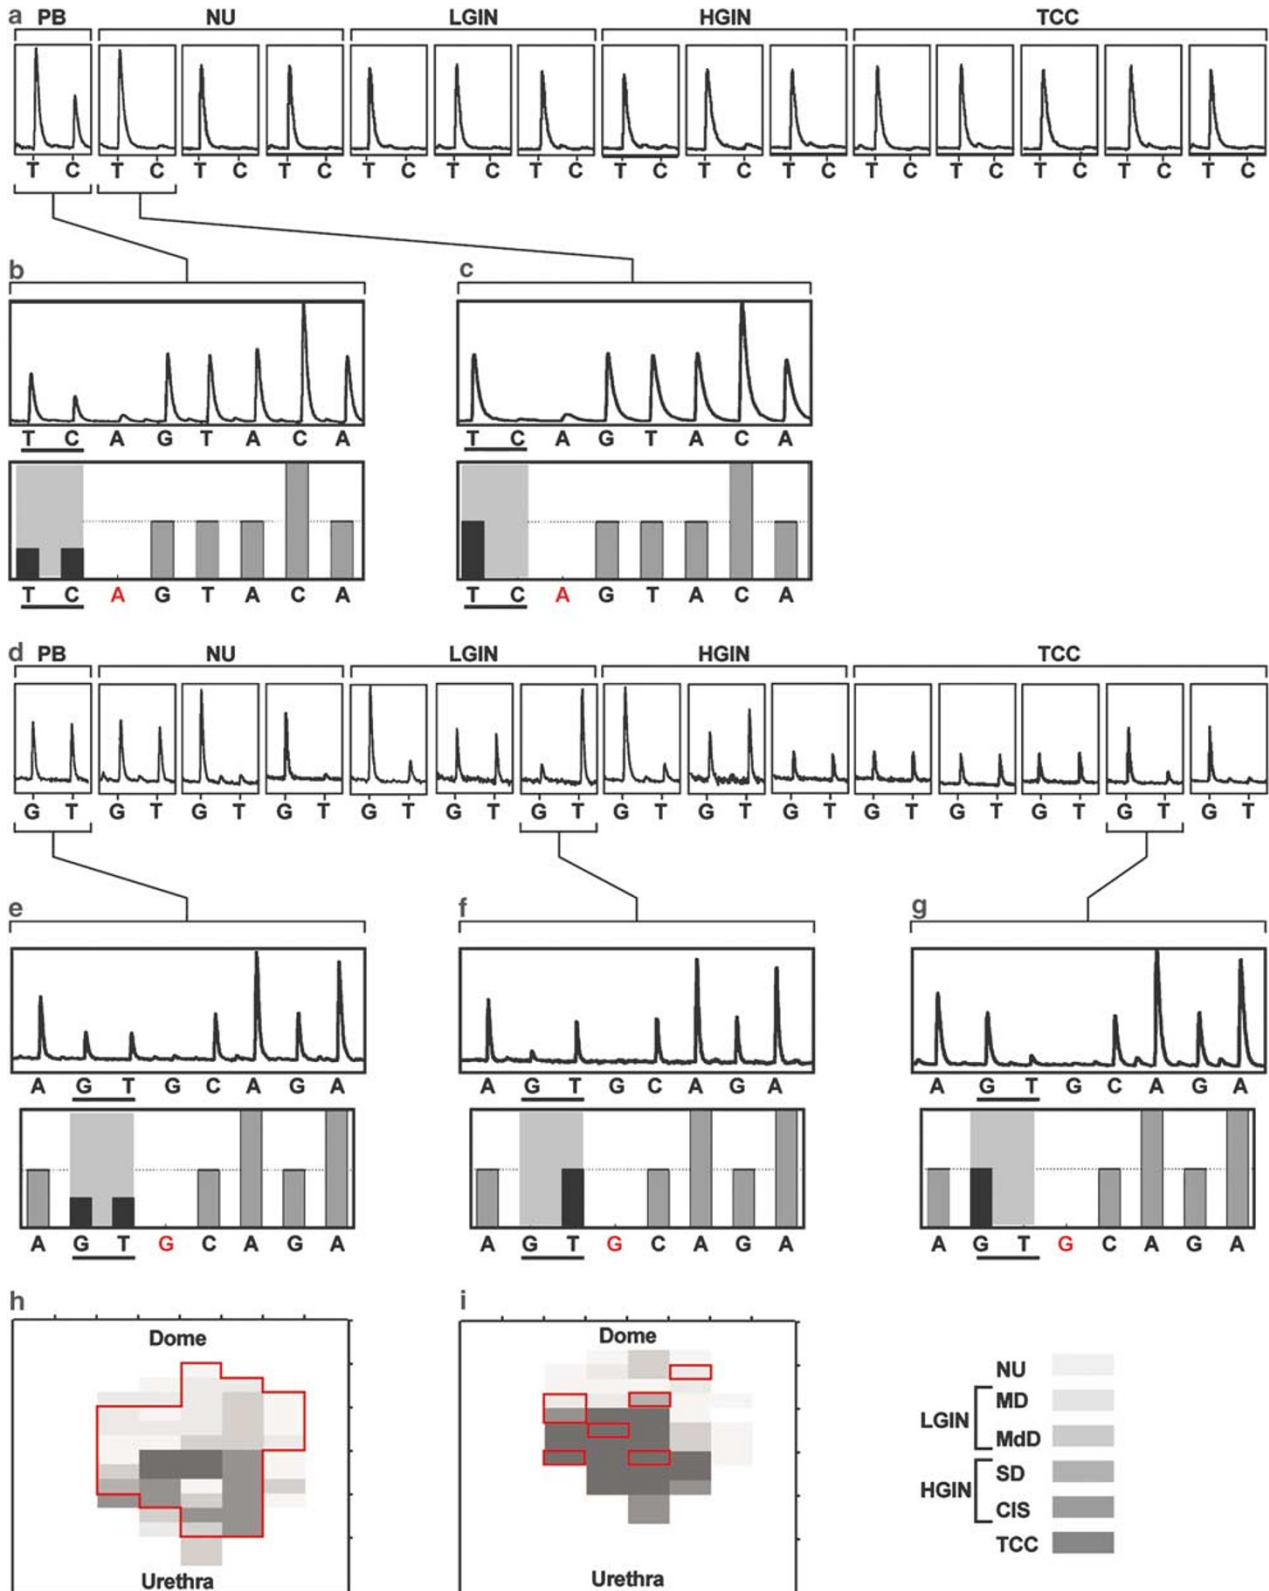 a PB NU LGIN HGIN TCC
T C T C T C T C T C T C T C T C T C T C T C T C T C T C T C
b c
T C A G T A C A T C A G T A C A
T C A G T A C A T C A G T A C A
d PB NU LGIN HGIN TCC
G T G T G T G T G T G T G T G T G T G T G T G T G T G T G T
e f g
A G T G C A G A A G T G C A G A A G T G C A G A
A G T G C A G A A G T G C A G A A G T G C A G A
h i
Dome Dome
NU
LGIN MD
MdD
HGIN SD
CIS
TCC
Urethra Urethra